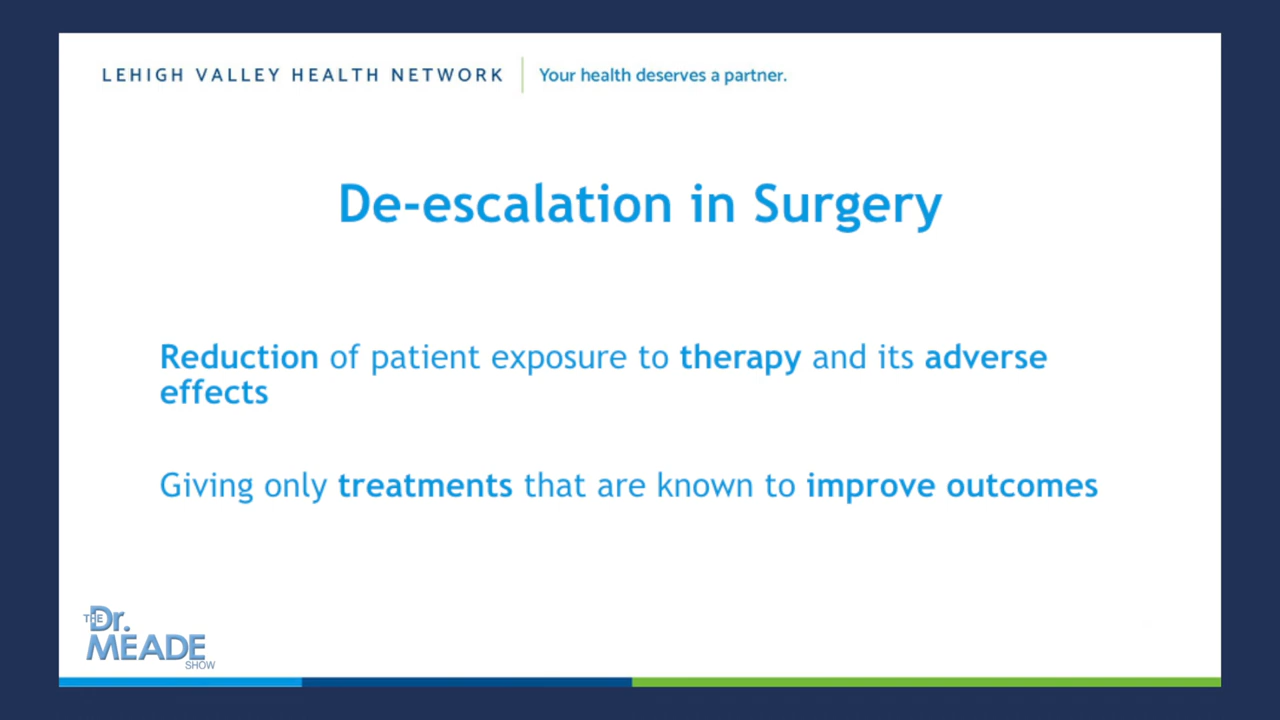 LEHIGH VALLEY HEALTH NETWORK Your health deserves a partner.
De-escalation in Surgery
Reduction of patient exposure to therapy and its adverse
effects
Giving only treatments that are known to improve outcomes
THE Dr.
MEADE
SHOW